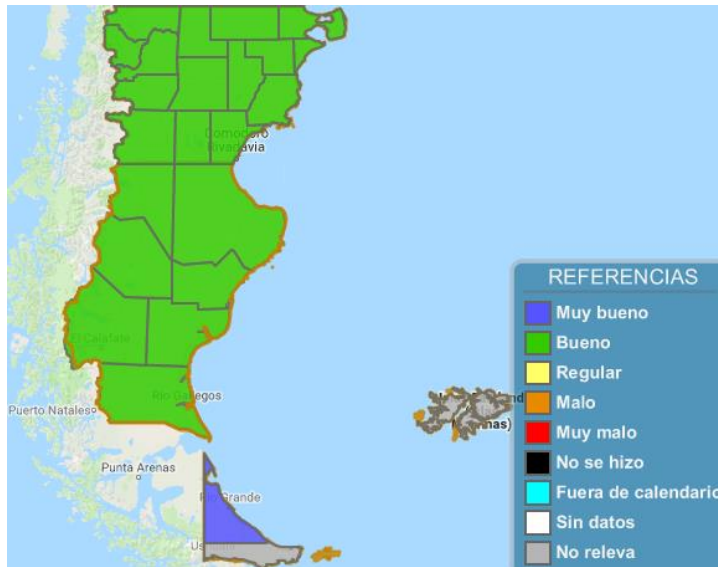 Comodoro
Rivadavia
REFERENCIAS
Muy bueno
Bueno
Regular
Malo
Muy malo
No se hizo
Fuera de calendario
Sin datos
No releva
El Calafate
Río Gallegos
Puerto Natales
Punta Arenas
Río Grande